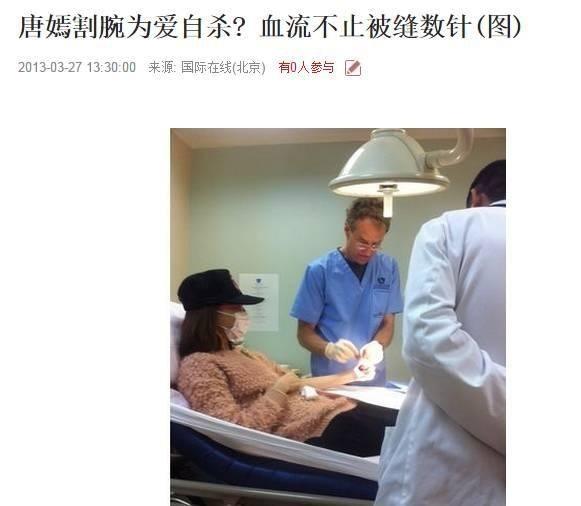 唐嫣割腕为爱自杀? 血流不止被缝数针(图)
2013-03-27 13:30:00 来源: 国际在线(北京) 有0人参与